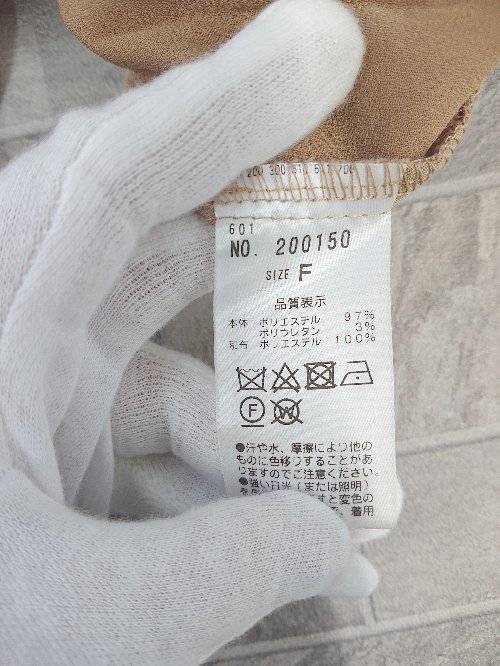 601
NO. 200150
SIZE F
品質表示
本体 ポリエステル 97%
ポリウレタン 3%
別布 ポリエステル 100%
F
W
●汗や水、摩擦により他の
ものに色移りすることがあ
りますのでご注意ください。
●強い日光(または照明)
すと変色の
、着用